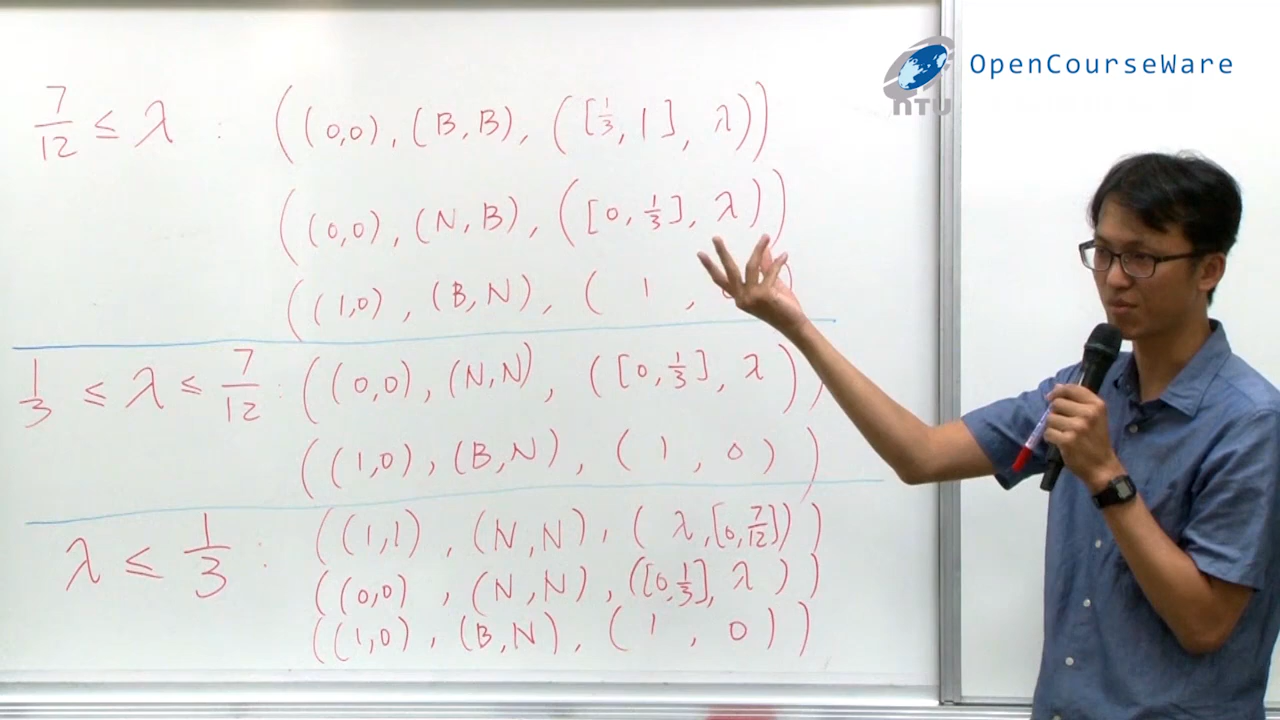 OpenCourseWare
NTU
7/12 ≤ λ : ((0,0), (B,B), ([1/3, 1], λ))
((0,0), (N,B), ([0, 1/3], λ))
((1,0), (B,N), ( 1 ,
1/3 ≤ λ ≤ 7/12 : ((0,0), (N,N), ([0, 1/3], λ))
((1,0), (B,N), ( 1 , 0 ))
λ ≤ 1/3 : ((1,1), (N,N), ( λ, [0, 7/12]))
((0,0), (N,N), ([0, 1/3], λ ))
((1,0), (B,N), ( 1 , 0 ))